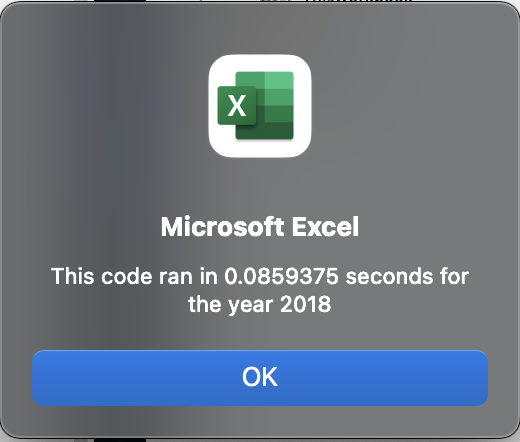 X
Microsoft Excel
This code ran in 0.0859375 seconds for
the year 2018
OK